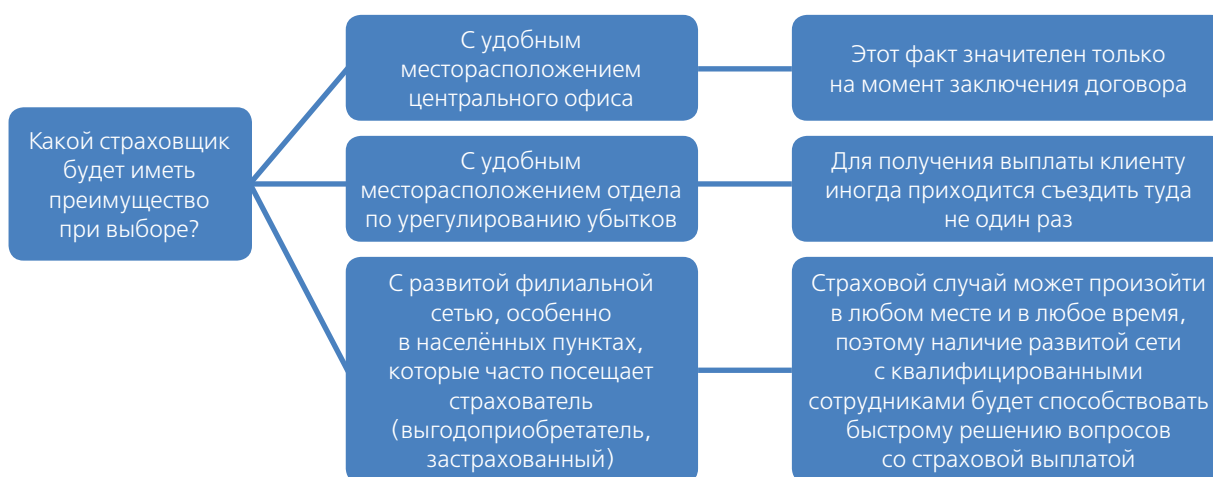 Какой страховщик
будет иметь
преимущество
при выборе?
С удобным
месторасположением
центрального офиса
Этот факт значителен только
на момент заключения договора
С удобным
месторасположением отдела
по урегулированию убытков
Для получения выплаты клиенту
иногда приходится съездить туда
не один раз
С развитой филиальной
сетью, особенно
в населённых пунктах,
которые часто посещает
страхователь
(выгодоприобретатель,
застрахованный)
Страховой случай может произойти
в любом месте и в любое время,
поэтому наличие развитой сети
с квалифицированными
сотрудниками будет способствовать
быстрому решению вопросов
со страховой выплатой